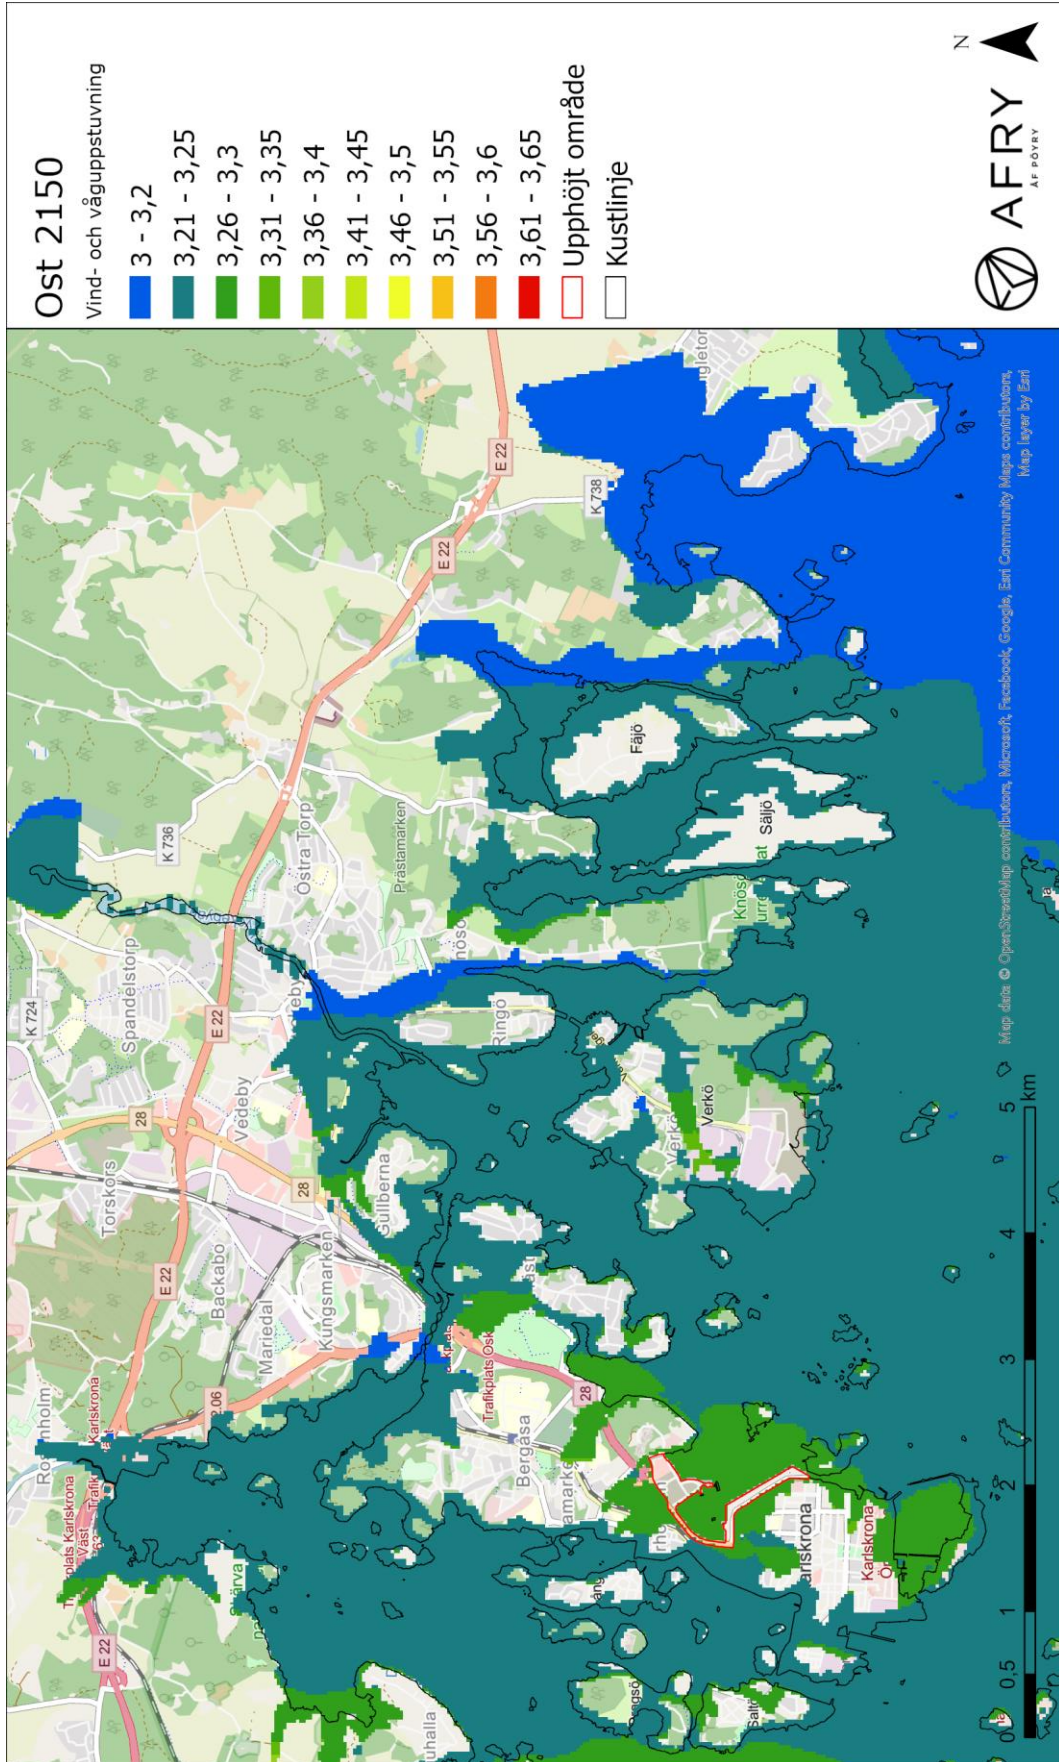 Ost 2150
Vind- och våguppstuvning
3 - 3,2
3,21 - 3,25
3,26 - 3,3
3,31 - 3,35
3,36 - 3,4
3,41 - 3,45
3,46 - 3,5
3,51 - 3,55
3,56 - 3,6
3,61 - 3,65
Upphöjt område
Kustlinje
N
AFRY
ÅF PÖYRY
K 724
Spandelstorp
K 736
E 22
28
Torskors
Vedeby
Östra Torp
E 22
Backabo
Mariedal
Kungsmarken
28
Gullberna
Prästamarken
E 22
E 22
K 738
Karlskrona
Väst
E 22
Trafikplats Osk
Bergåsa
28
Ringö
Verkö
Verkö
Fäjö
Säljö
Karlskrona
0
0,5
1
2
3
4
5
km
Map data © OpenStreetMap contributors, Microsoft, Facebook, Google, Esri Community Maps contributors,
Map layer by Esri